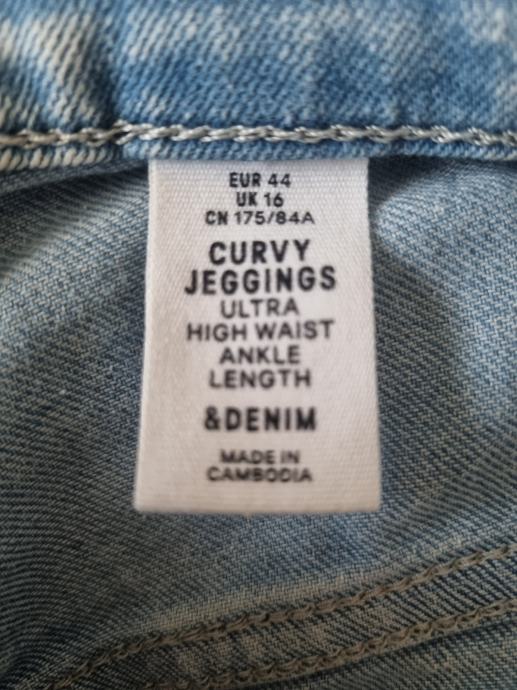 EUR 44
UK 16
CN 175/84A
CURVY
JEGGINGS
ULTRA
HIGH WAIST
ANKLE
LENGTH
&DENIM
MADE IN
CAMBODIA